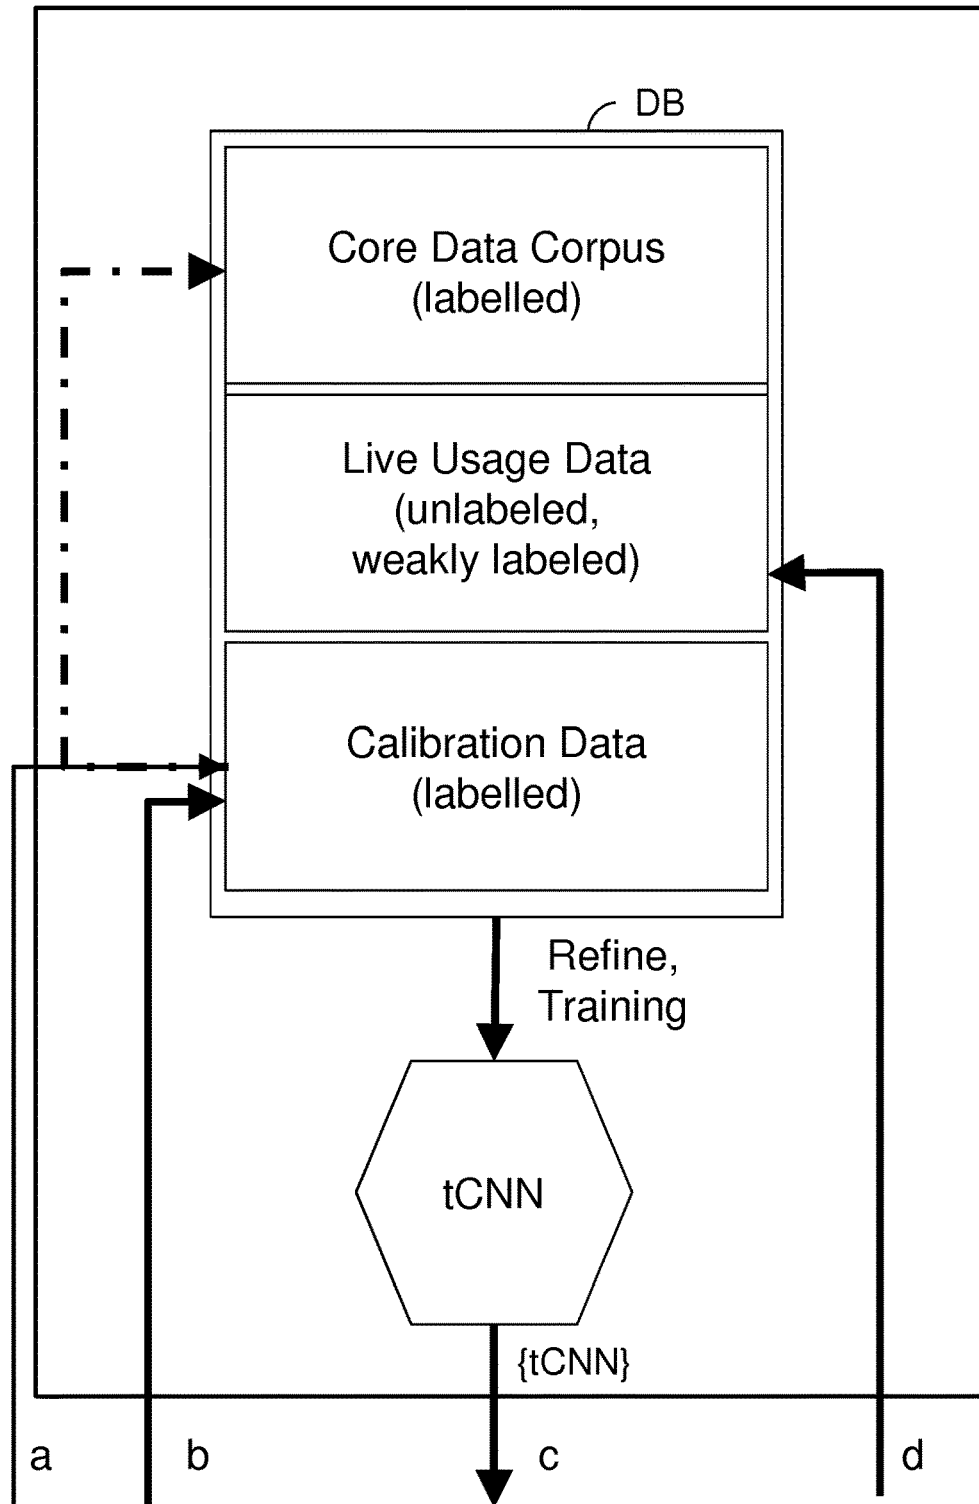 DB
Core Data Corpus
(labelled)
Live Usage Data
(unlabeled,
weakly labeled)
Calibration Data
(labelled)
Refine,
Training
tCNN
{tCNN}
a
b
c
d